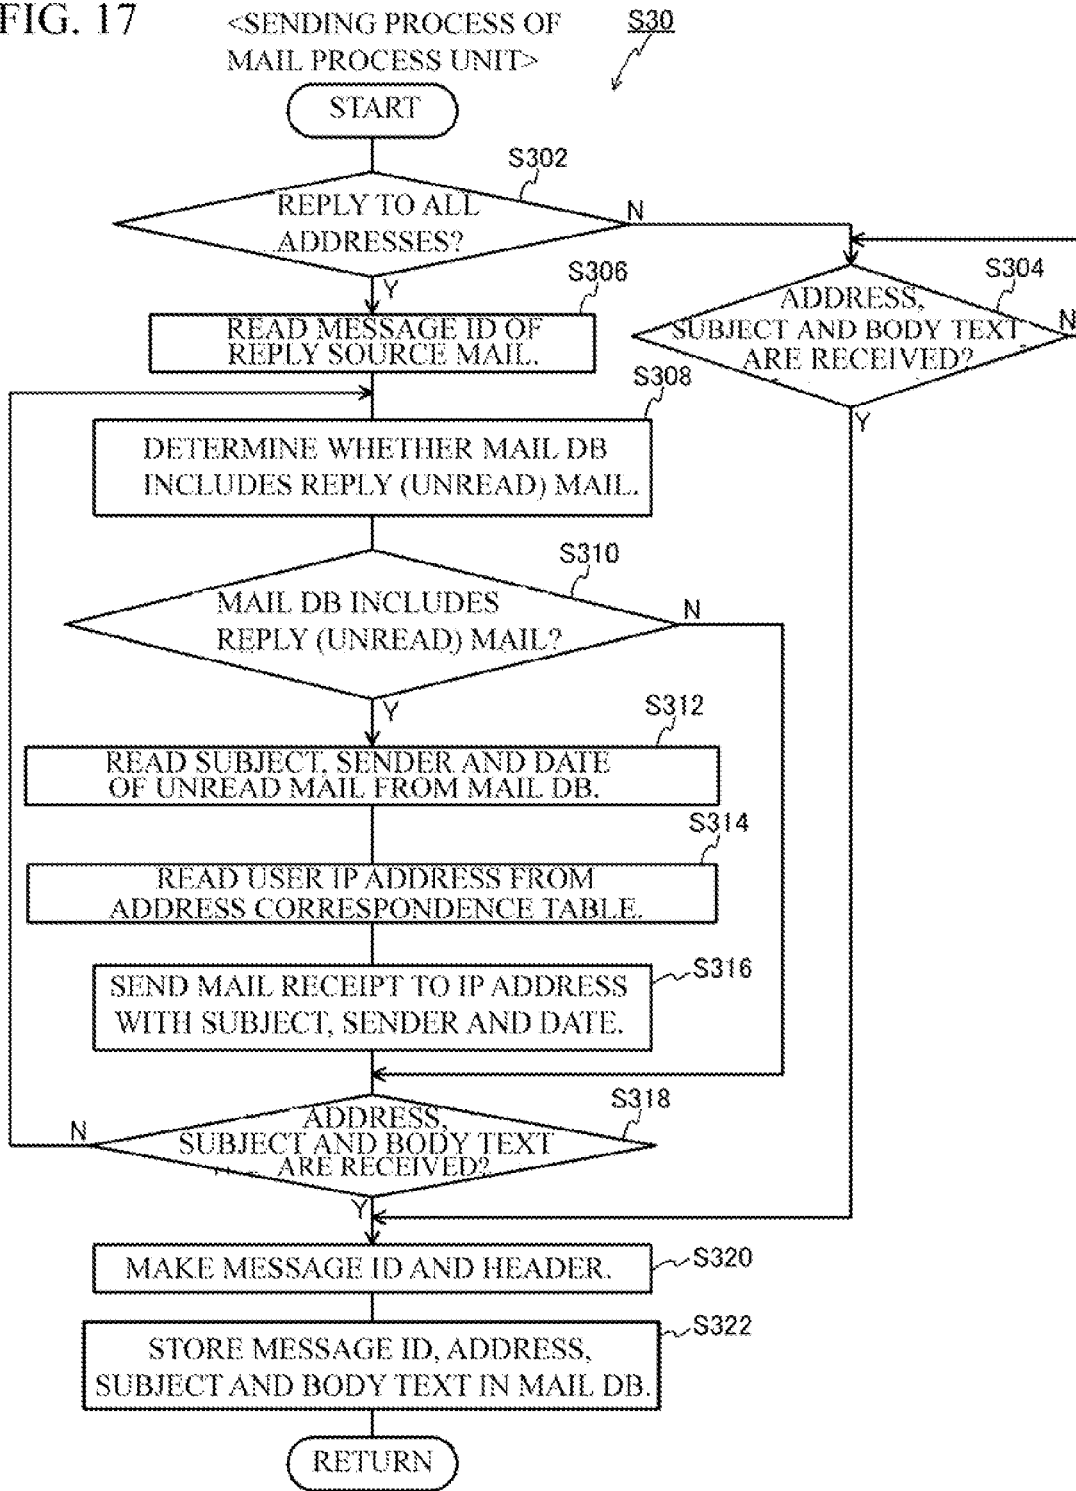 FIG. 17
<SENDING PROCESS OF
MAIL PROCESS UNIT>
S30
START
S302
REPLY TO ALL
ADDRESSES?
N
Y
S304
ADDRESS,
SUBJECT AND BODY TEXT
ARE RECEIVED?
N
Y
S306
READ MESSAGE ID OF
REPLY SOURCE MAIL.
S308
DETERMINE WHETHER MAIL DB
INCLUDES REPLY (UNREAD) MAIL.
S310
MAIL DB INCLUDES
REPLY (UNREAD) MAIL?
N
Y
S312
READ SUBJECT, SENDER AND DATE
OF UNREAD MAIL FROM MAIL DB.
S314
READ USER IP ADDRESS FROM
ADDRESS CORRESPONDENCE TABLE.
S316
SEND MAIL RECEIPT TO IP ADDRESS
WITH SUBJECT, SENDER AND DATE.
S318
ADDRESS,
SUBJECT AND BODY TEXT
ARE RECEIVED?
N
Y
S320
MAKE MESSAGE ID AND HEADER.
S322
STORE MESSAGE ID, ADDRESS,
SUBJECT AND BODY TEXT IN MAIL DB.
RETURN